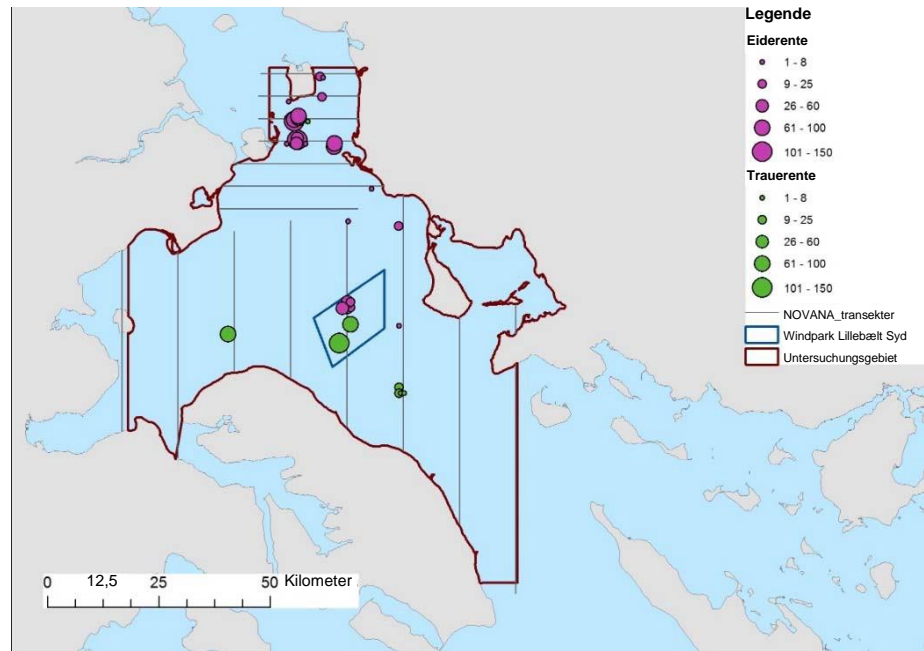 Legende
Eiderente
1 - 8
9 - 25
26 - 60
61 - 100
101 - 150
Trauerente
1 - 8
9 - 25
26 - 60
61 - 100
101 - 150
NOVANA_transekter
Windpark Lillebælt Syd
Untersuchungsgebiet
0 12,5 25 50 Kilometer